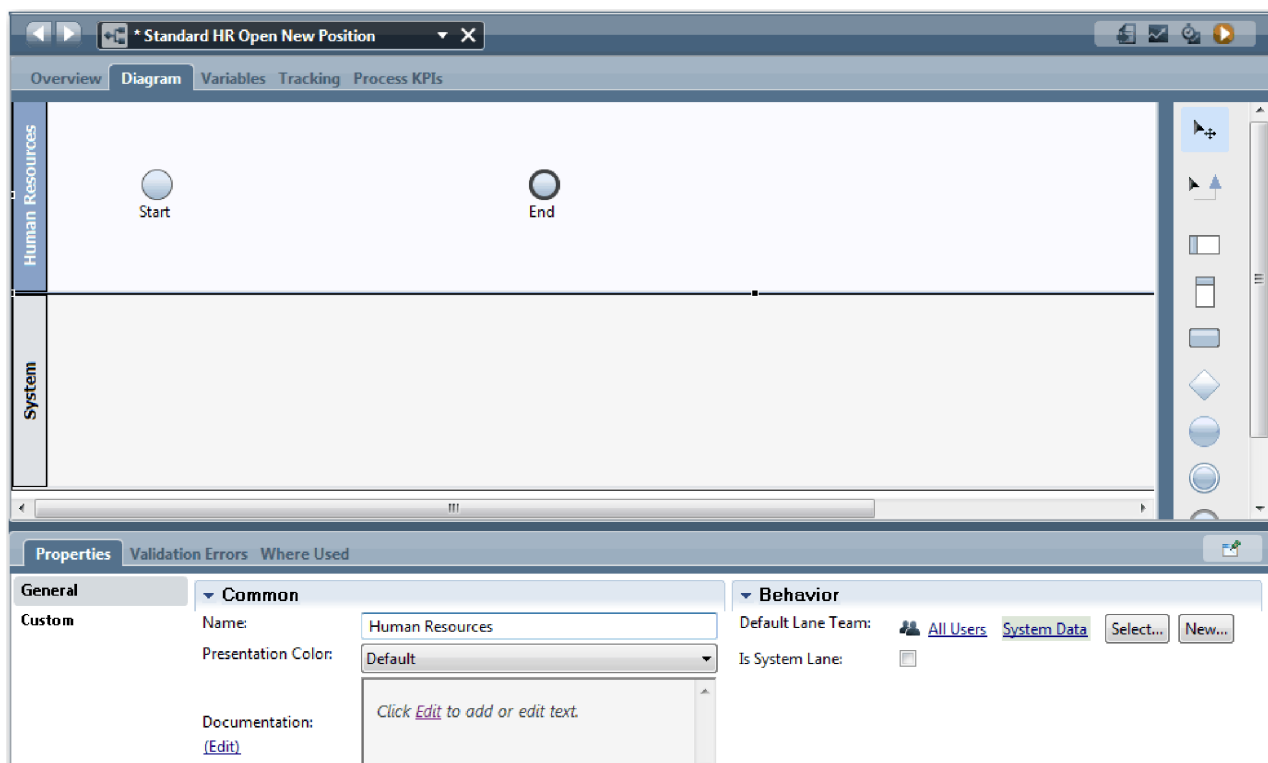 * Standard HR Open New Position
Overview Diagram Variables Tracking Process KPIs
Human Resources
Start
End
System
Properties Validation Errors Where Used
General
Custom
Common
Name: Human Resources
Presentation Color: Default
Documentation:
(Edit)
Click Edit to add or edit text.
Behavior
Default Lane Team: All Users System Data Select... New...
Is System Lane: